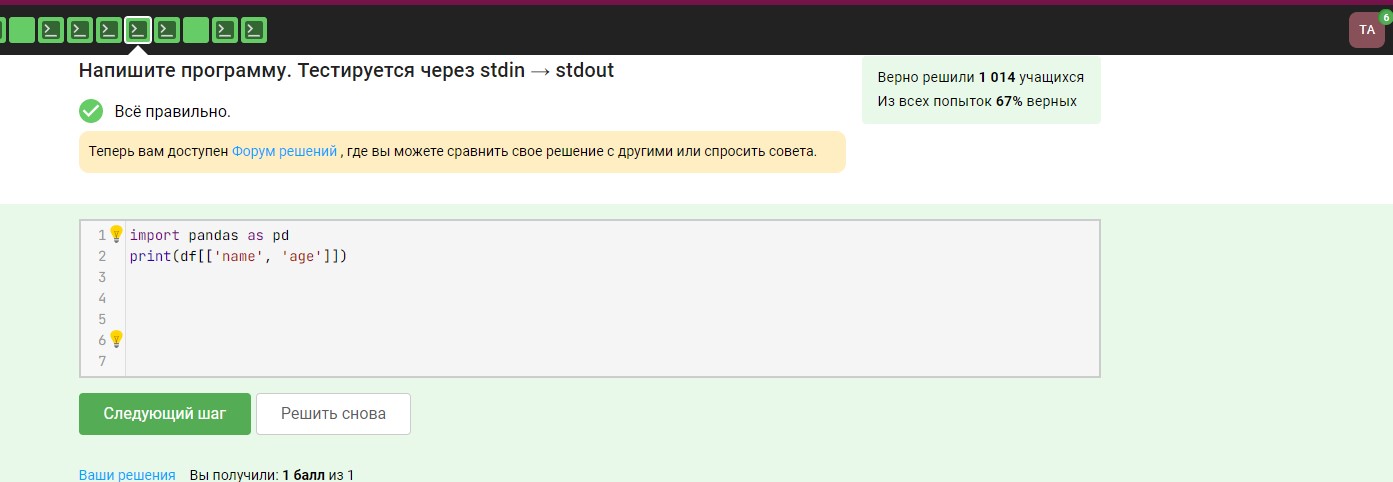 TA
6
Напишите программу. Тестируется через stdin → stdout
Верно решили 1 014 учащихся
Из всех попыток 67% верных
Всё правильно.
Теперь вам доступен Форум решений , где вы можете сравнить свое решение с другими или спросить совета.
1 import pandas as pd
2 print(df[['name', 'age']])
3
4
5
6
7
Следующий шаг
Решить снова
Ваши решения Вы получили: 1 балл из 1